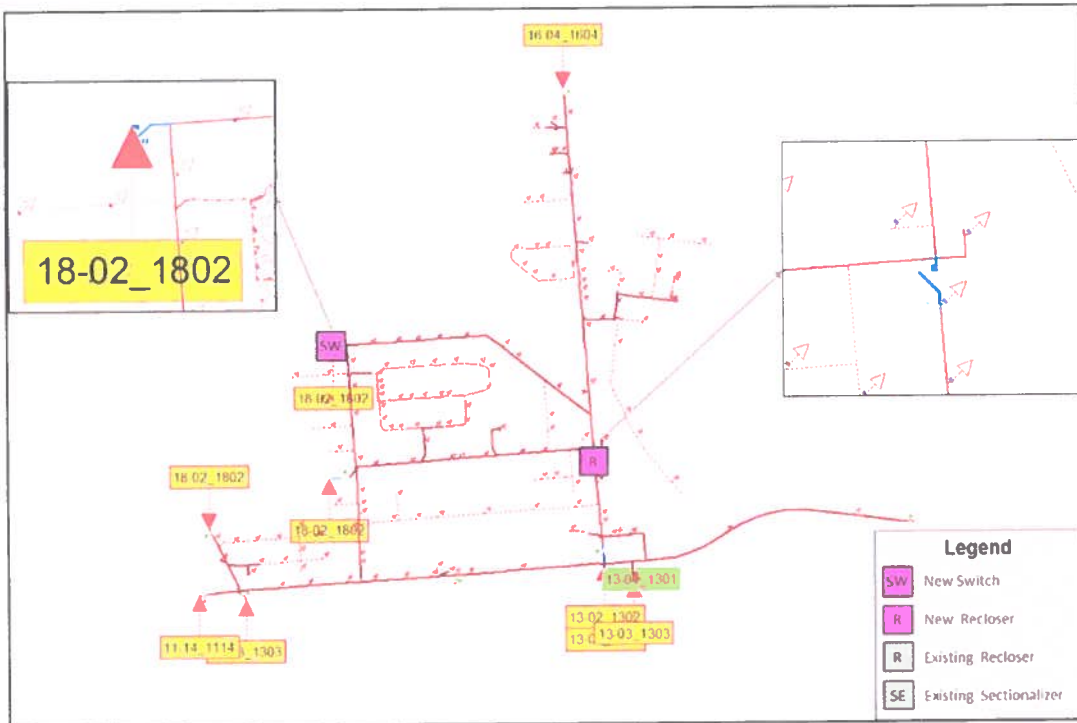 16-04_1604
18-02_1802
SW
18-02_1802
R
18-02_1802
18-02_1802
13-04_1301
13-02_1302
13-03_1303
11-14_1114
_1303
Legend
SW New Switch
R New Recloser
R Existing Recloser
SE Existing Sectionalizer